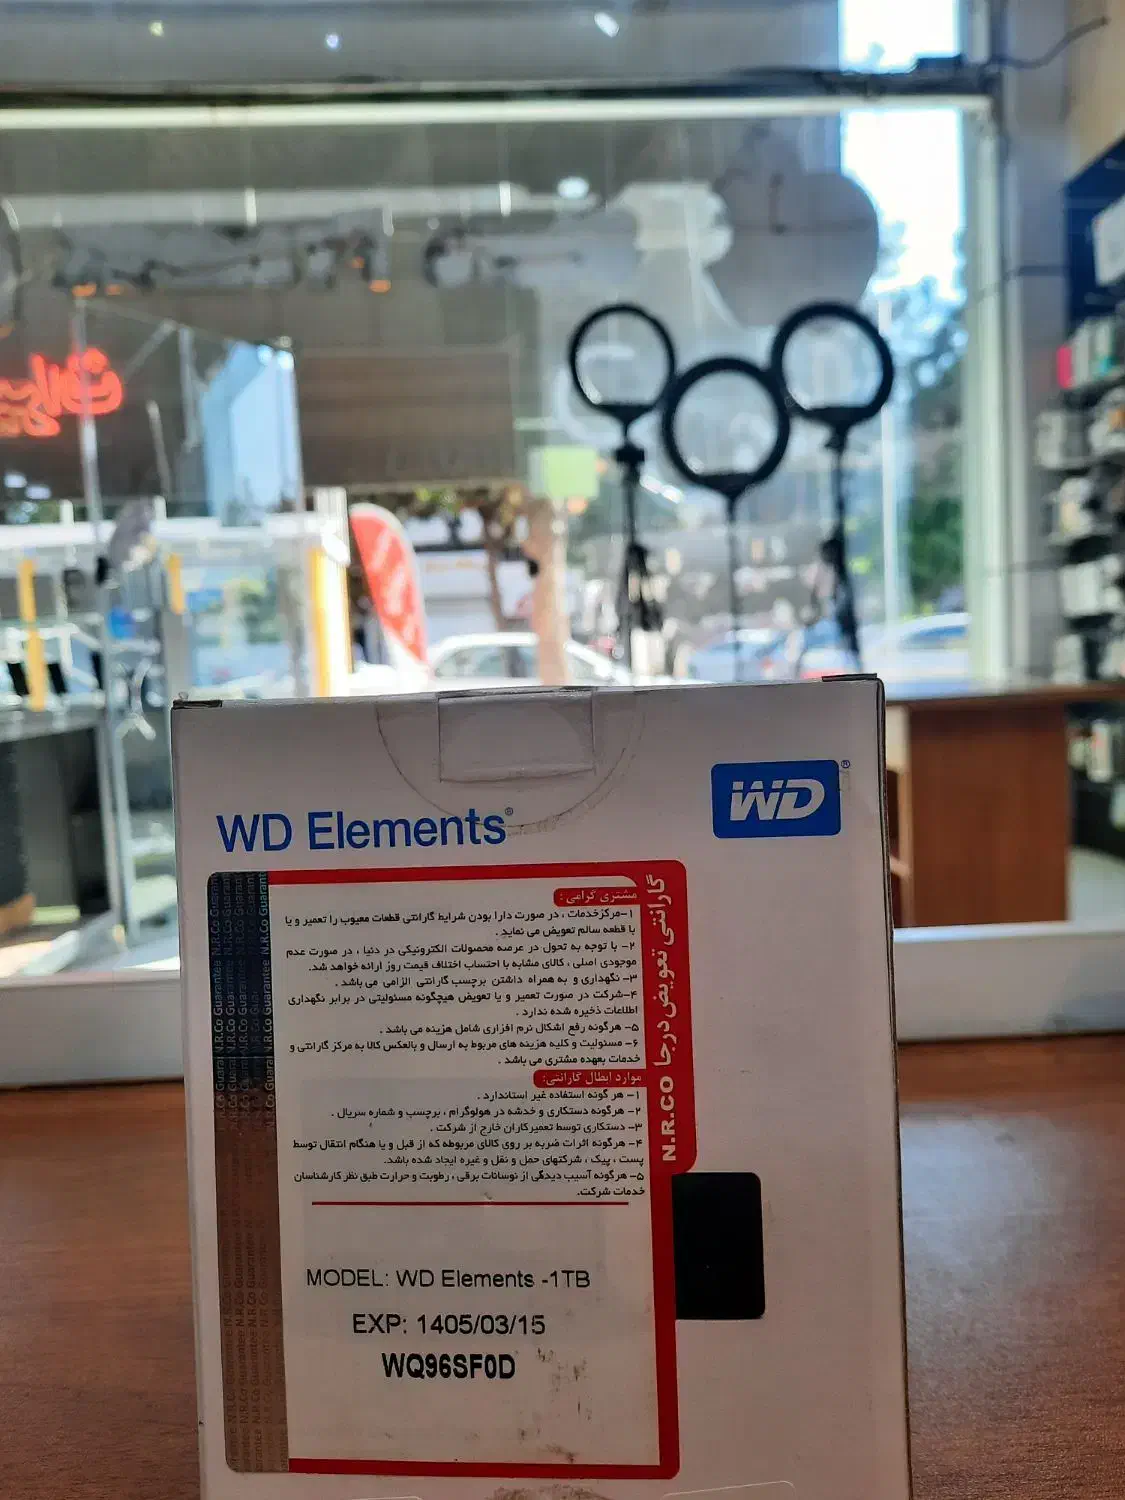 WD Elements®
WD®
گارانتی تعویض درجا N.R.CO
N.R.Co Guarantee
مشتری گرامی :
۱-مرکزخدمات ، در صورت دارا بودن شرایط گارانتی قطعات معیوب را تعمیر و یا
با قطعه سالم تعویض می نماید .
۲- با توجه به تحول در عرصه محصولات الکترونیکی در دنیا ، در صورت عدم
موجودی اصلی ، کالای مشابه با احتساب اختلاف قیمت روز ارائه خواهد شد.
۳- نگهداری و به همراه داشتن برچسب گارانتی الزامی می باشد .
۴-شرکت در صورت تعمیر و یا تعویض هیچگونه مسئولیتی در برابر نگهداری
اطلاعات ذخیره شده ندارد .
۵- هرگونه رفع اشکال نرم افزاری شامل هزینه می باشد .
۶- مسئولیت و کلیه هزینه های مربوط به ارسال و بالعکس کالا به مرکز گارانتی و
خدمات بعهده مشتری می باشد .
موارد ابطال گارانتی:
۱- هر گونه استفاده غیر استاندارد .
۲- هرگونه دستکاری و خدشه در هولوگرام ، برچسب و شماره سریال .
۳- دستکاری توسط تعمیرکاران خارج از شرکت .
۴- هرگونه اثرات ضربه بر روی کالای مربوطه که از قبل و یا هنگام انتقال توسط
پست ، پیک ، شرکتهای حمل و نقل و غیره ایجاد شده باشد.
۵- هرگونه آسیب دیدگی از نوسانات برقی ، رطوبت و حرارت طبق نظر کارشناسان
خدمات شرکت.
MODEL: WD Elements -1TB
EXP: 1405/03/15
WQ96SF0D